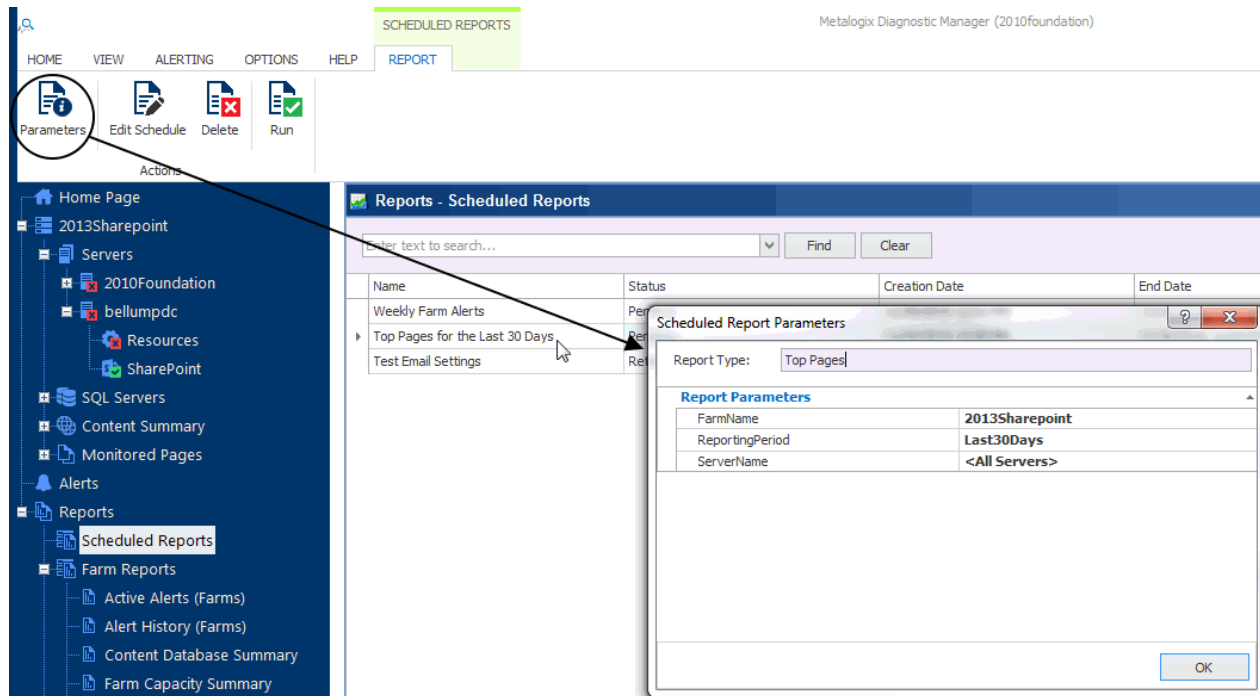 SCHEDULED REPORTS
Metalogix Diagnostic Manager (2010foundation)
HOME VIEW ALERTING OPTIONS HELP REPORT
Parameters Edit Schedule Delete Run
Actions
Home Page
2013Sharepoint
Servers
2010Foundation
bellumpdc
Resources
SharePoint
SQL Servers
Content Summary
Monitored Pages
Alerts
Reports
Scheduled Reports
Farm Reports
Active Alerts (Farms)
Alert History (Farms)
Content Database Summary
Farm Capacity Summary
Reports - Scheduled Reports
Enter text to search... Find Clear
Name Status Creation Date End Date
Weekly Farm Alerts
Top Pages for the Last 30 Days
Test Email Settings
Scheduled Report Parameters
Report Type: Top Pages
Report Parameters
FarmName 2013Sharepoint
ReportingPeriod Last30Days
ServerName <All Servers>
OK